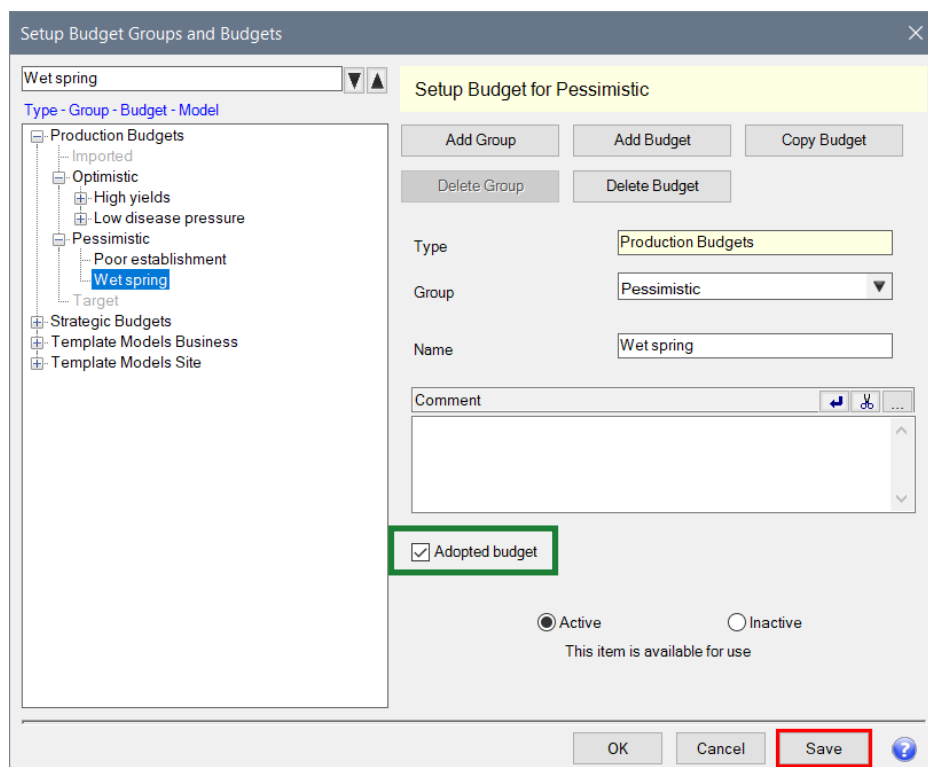 Setup Budget Groups and Budgets
Wet spring
Type - Group - Budget - Model
Production Budgets
Imported
Optimistic
High yields
Low disease pressure
Pessimistic
Poor establishment
Wet spring
Target
Strategic Budgets
Template Models Business
Template Models Site
Setup Budget for Pessimistic
Add Group Add Budget Copy Budget
Delete Group Delete Budget
Type Production Budgets
Group Pessimistic
Name Wet spring
Comment ...
Adopted budget
Active Inactive
This item is available for use
OK Cancel Save ?